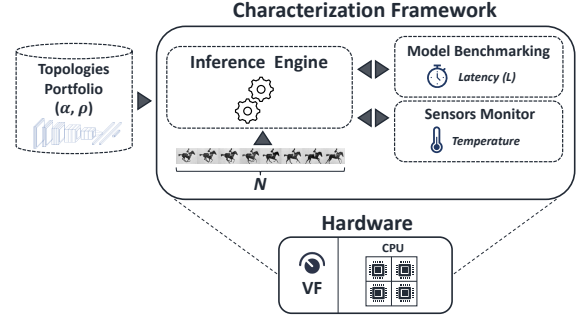 Characterization Framework
Topologies
Portfolio
(α, ρ)
Inference Engine
Model Benchmarking
Latency (L)
Sensors Monitor
Temperature
N
Hardware
VF
CPU